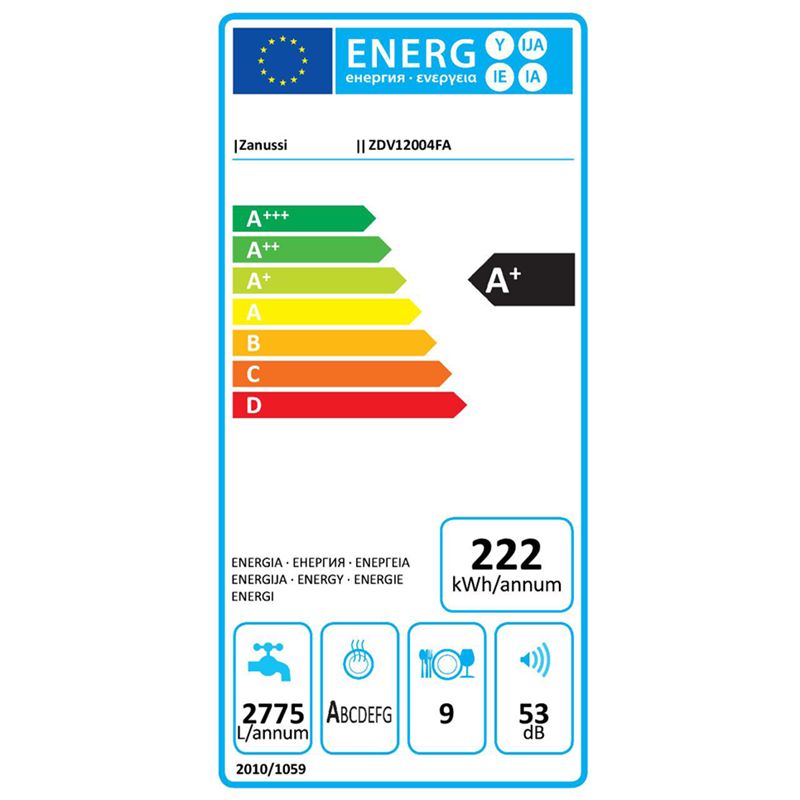 ENERG Y IJA
енергия · ενεργεια IE IA
|Zanussi || ZDV12004FA
A+++
A++
A+
A
B
C
D
A+
222
kWh/annum
ENERGIA · ЕНЕРГИЯ · ΕΝΕΡΓΕΙΑ
ENERGIJA · ENERGY · ENERGIE
ENERGI
2775
L/annum
ABCDEFG
9
53
dB
2010/1059